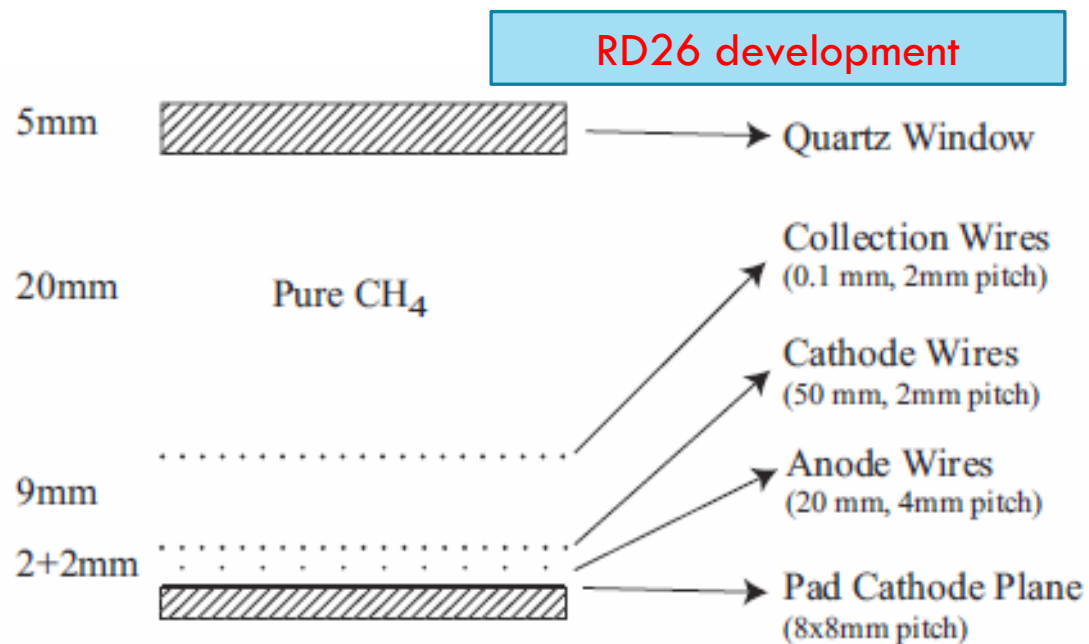 RD26 development
5mm
Quartz Window
Collection Wires
(0.1 mm, 2mm pitch)
20mm
Pure CH4
Cathode Wires
(50 mm, 2mm pitch)
Anode Wires
(20 mm, 4mm pitch)
9mm
2+2mm
Pad Cathode Plane
(8x8mm pitch)